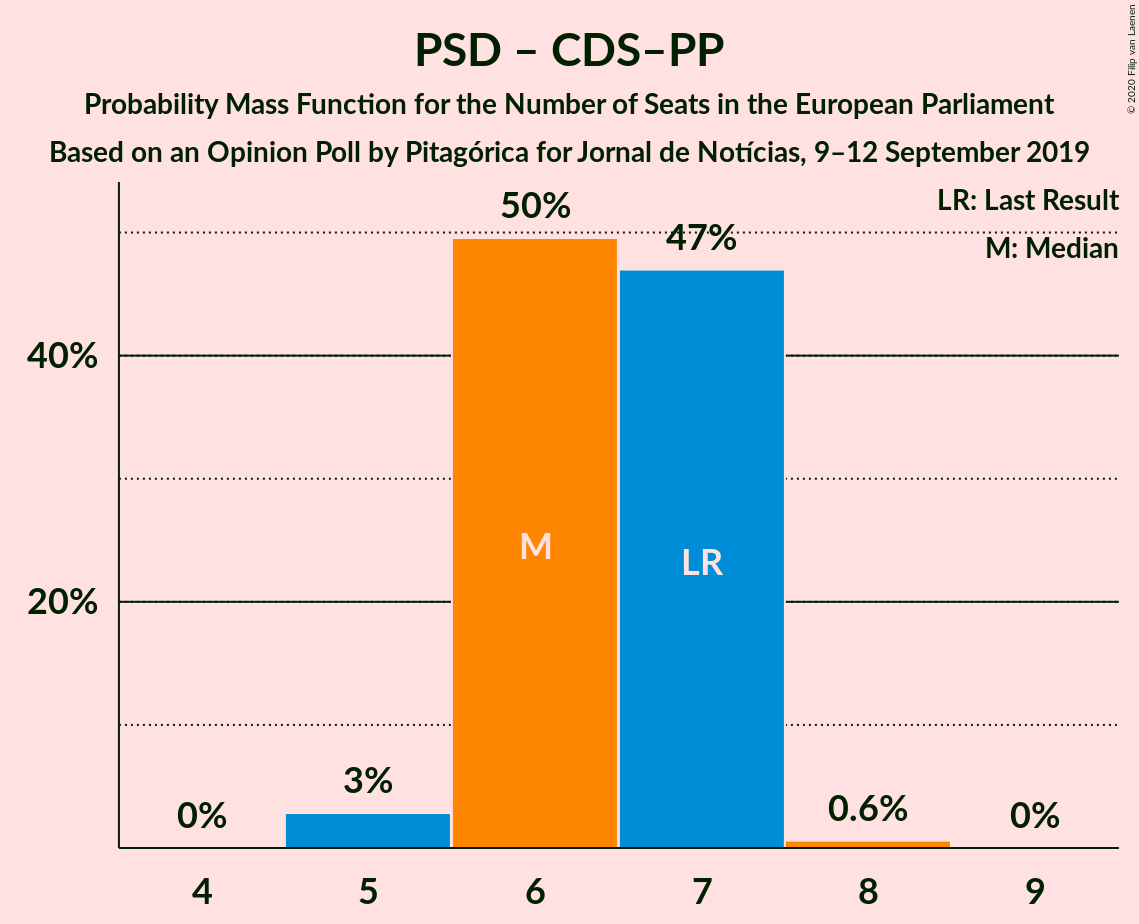 PSD – CDS–PP
Probability Mass Function for the Number of Seats in the European Parliament
Based on an Opinion Poll by Pitagórica for Jornal de Notícias, 9–12 September 2019
© 2020 Filip van Laenen
LR: Last Result
M: Median
50%
47%
40%
20%
M
LR
0%
3%
0.6%
0%
4 5 6 7 8 9